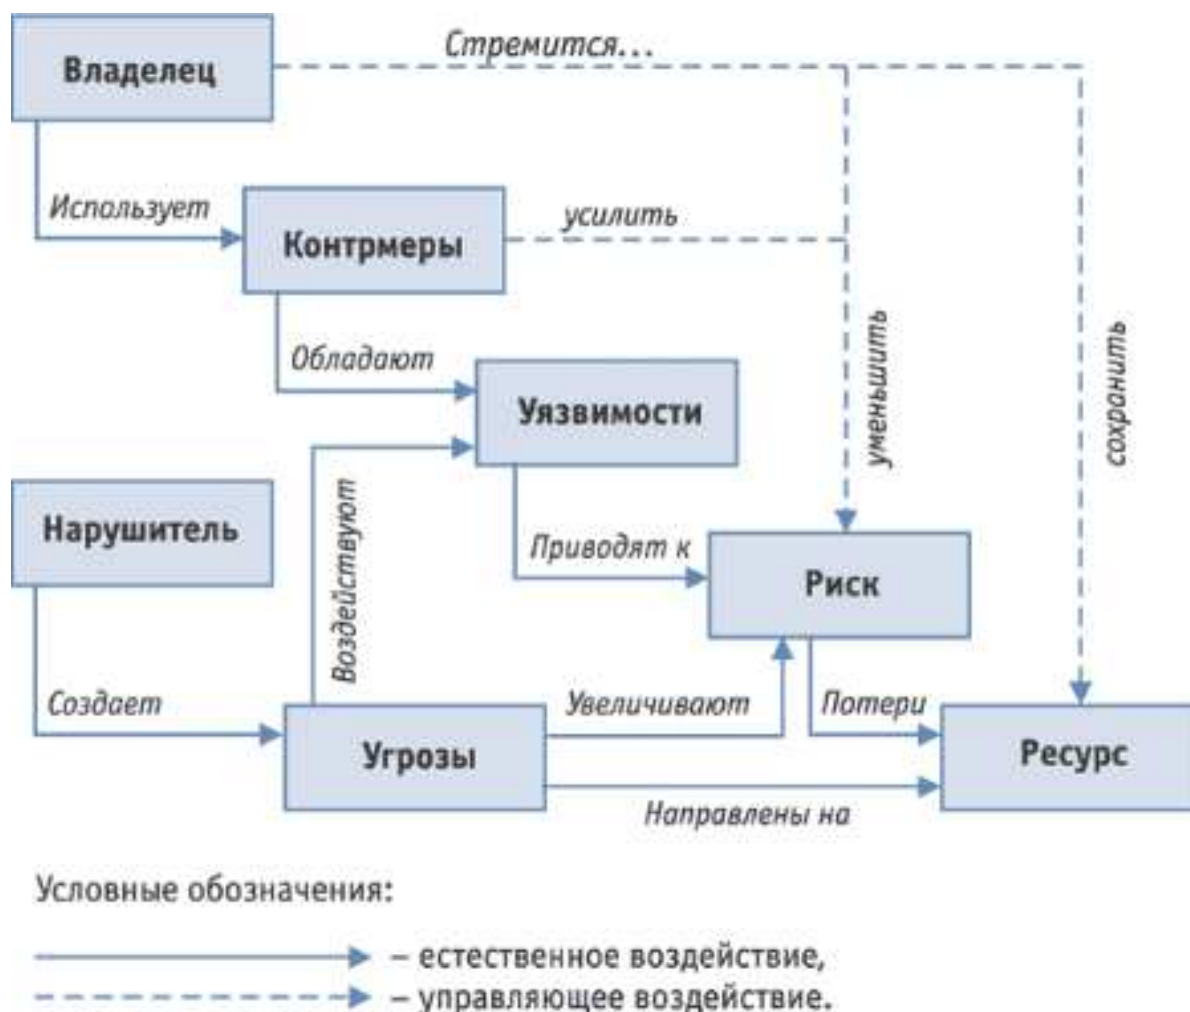 Стремится...
Владелец
Использует
усилить
Контрмеры
Обладают
уменьшить
сохранить
Уязвимости
Нарушитель
Воздействуют
Приводят к
Риск
Создает
Увеличивают
Потери
Угрозы
Ресурс
Направлены на
Условные обозначения:
– естественное воздействие,
– управляющее воздействие.